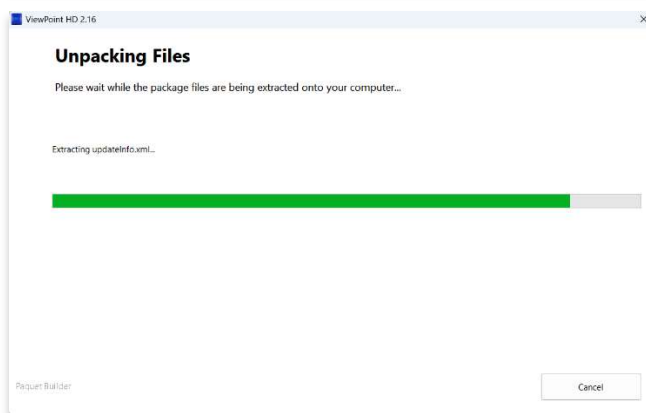 ViewPoint HD 2.16
Unpacking Files
Please wait while the package files are being extracted onto your computer...
Extracting updateInfo.xml...
Paquet Builder
Cancel